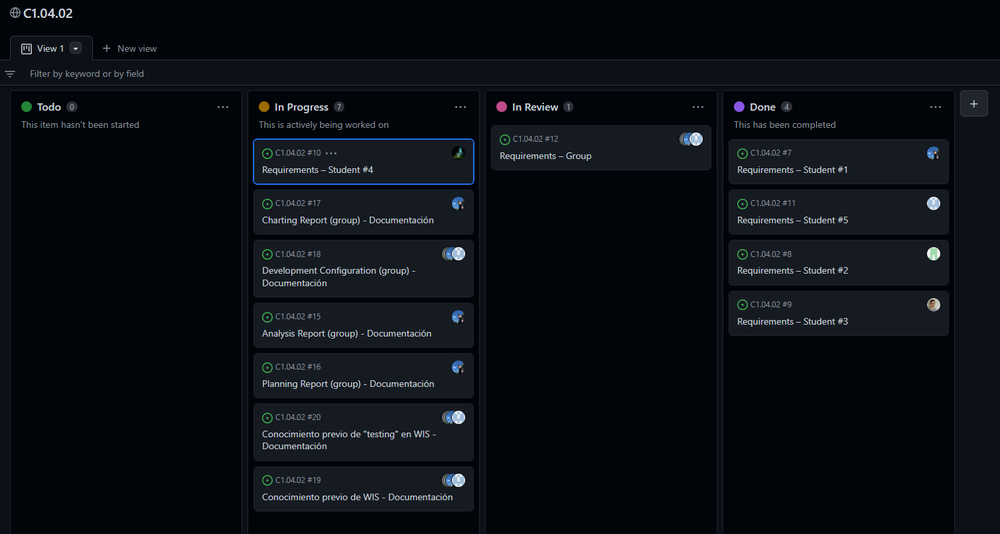 C1.04.02
View 1
New view
Filter by keyword or by field
Todo 0
This item hasn't been started
In Progress 7
This is actively being worked on
C1.04.02 #10
Requirements – Student #4
C1.04.02 #17
Charting Report (group) - Documentación
C1.04.02 #18
Development Configuration (group) -
Documentación
C1.04.02 #15
Analysis Report (group) - Documentación
C1.04.02 #16
Planning Report (group) - Documentación
C1.04.02 #20
Conocimiento previo de "testing" en WIS -
Documentación
C1.04.02 #19
Conocimiento previo de WIS - Documentación
In Review 1
C1.04.02 #12
Requirements – Group
Done 4
This has been completed
C1.04.02 #7
Requirements – Student #1
C1.04.02 #11
Requirements – Student #5
C1.04.02 #8
Requirements – Student #2
C1.04.02 #9
Requirements – Student #3